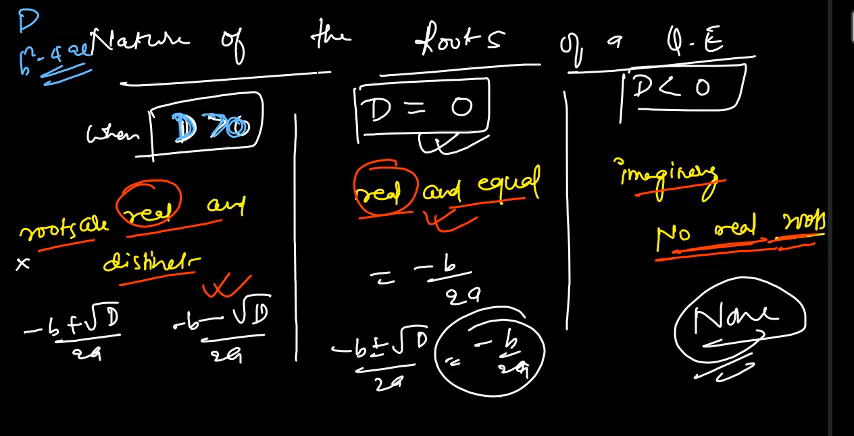 D
b²-4ac
Nature of the Roots of a Q.E
when D>0
roots are real and
distinct
x
-b+√D/2a -b-√D/2a
D = 0
real and equal
= -b/2a
-b±√D/2a = -b/2a
D< 0
imaginary
No real roots
None